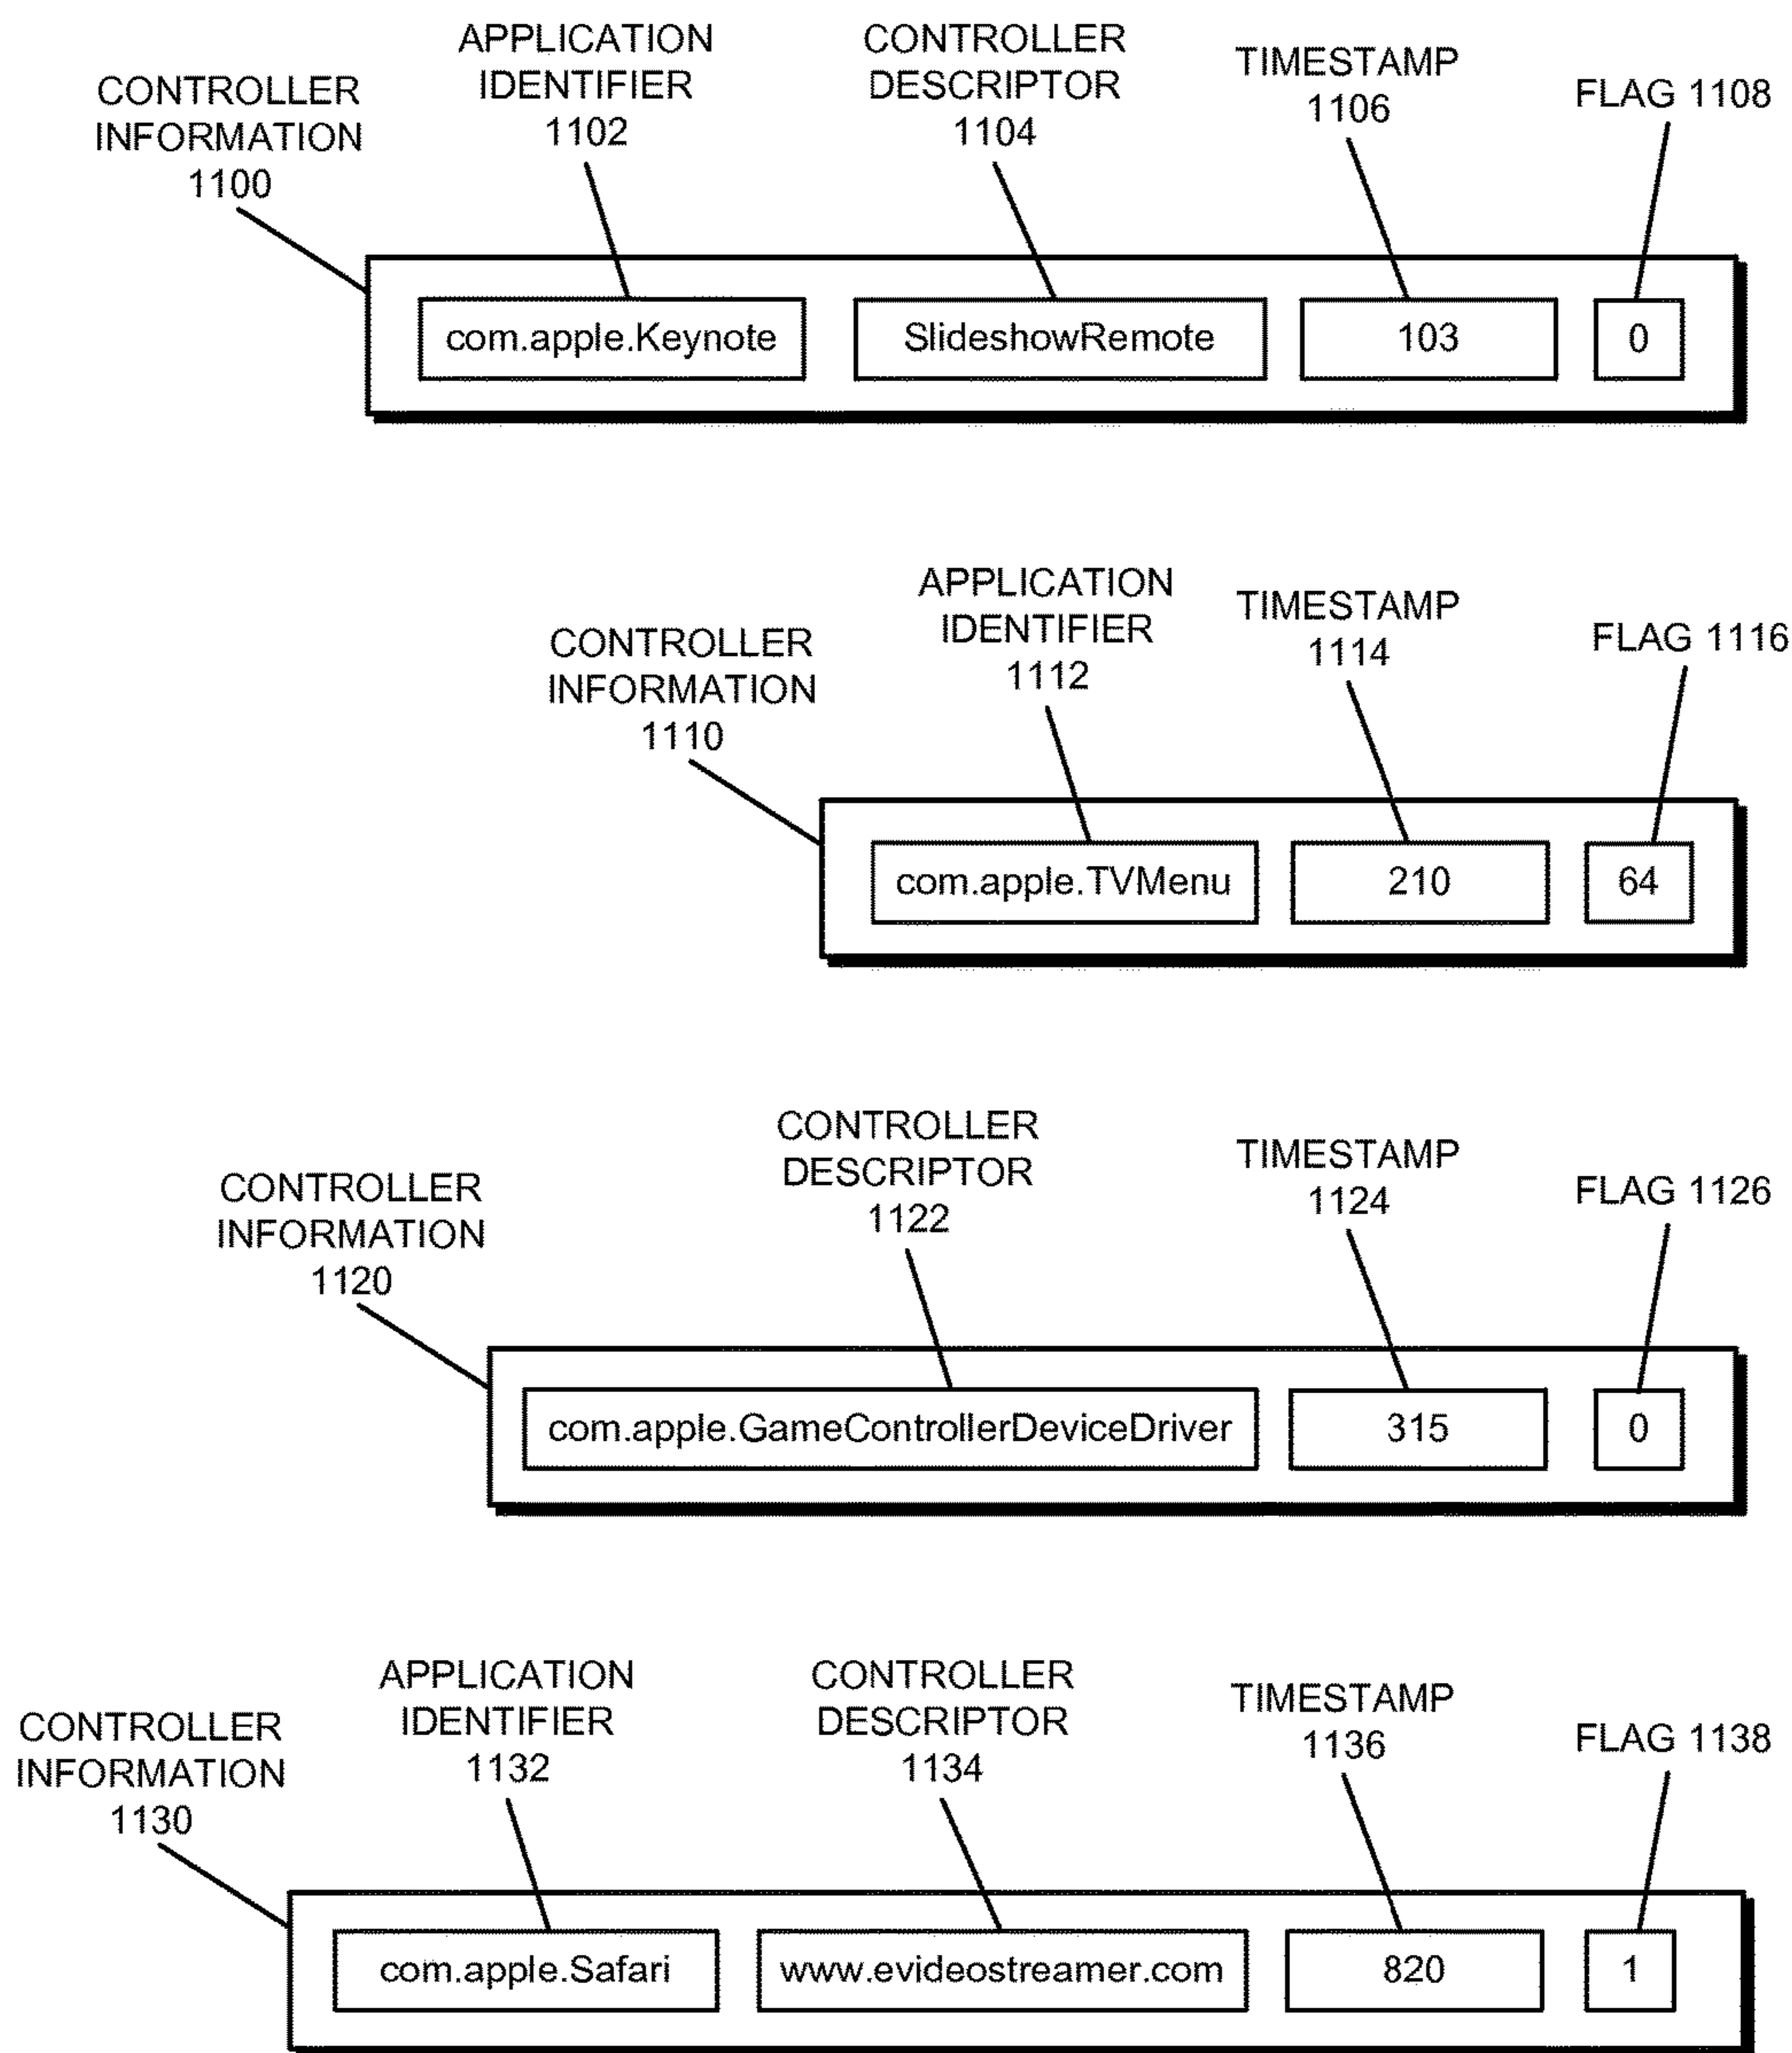 CONTROLLER
INFORMATION
1100
APPLICATION
IDENTIFIER
1102
CONTROLLER
DESCRIPTOR
1104
TIMESTAMP
1106
FLAG 1108
com.apple.Keynote
SlideshowRemote
103
0
CONTROLLER
INFORMATION
1110
APPLICATION
IDENTIFIER
1112
TIMESTAMP
1114
FLAG 1116
com.apple.TVMenu
210
64
CONTROLLER
INFORMATION
1120
CONTROLLER
DESCRIPTOR
1122
TIMESTAMP
1124
FLAG 1126
com.apple.GameControllerDeviceDriver
315
0
CONTROLLER
INFORMATION
1130
APPLICATION
IDENTIFIER
1132
CONTROLLER
DESCRIPTOR
1134
TIMESTAMP
1136
FLAG 1138
com.apple.Safari
www.evideostreamer.com
820
1